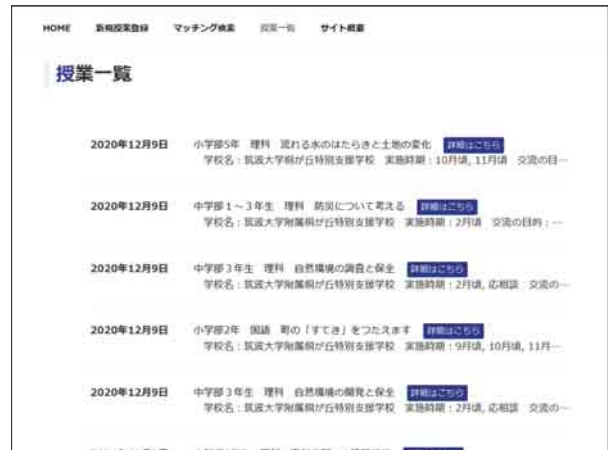 HOME 新規授業登録 マッチング検索 授業一覧 サイト概要
授業一覧
2020年12月9日 小学部5年 理科 流れる水のはたらきと土地の変化 詳細はこちら
学校名：筑波大学桐が丘特別支援学校 実施時期：10月頃, 11月頃 交流の目…
2020年12月9日 中学部１～３年生 理科 防災について考える 詳細はこちら
学校名：筑波大学附属桐が丘特別支援学校 実施時期：2月頃 交流の目的：…
2020年12月9日 中学部３年生 理科 自然環境の調査と保全 詳細はこちら
学校名：筑波大学附属桐が丘特別支援学校 実施時期：2月頃, 応相談 交流の…
2020年12月9日 小学部2年 国語 町の「すてき」をつたえます 詳細はこちら
学校名：筑波大学附属桐が丘特別支援学校 実施時期：9月頃, 10月頃, 11月…
2020年12月9日 中学部３年生 理科 自然環境の開発と保全 詳細はこちら
学校名：筑波大学附属桐が丘特別支援学校 実施時期：2月頃, 応相談 交流の…